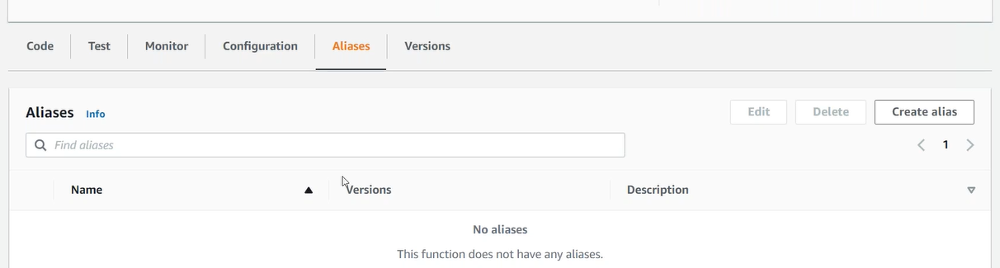 Code Test Monitor Configuration Aliases Versions
Aliases Info Edit Delete Create alias
Find aliases 1
Name Versions Description
No aliases
This function does not have any aliases.